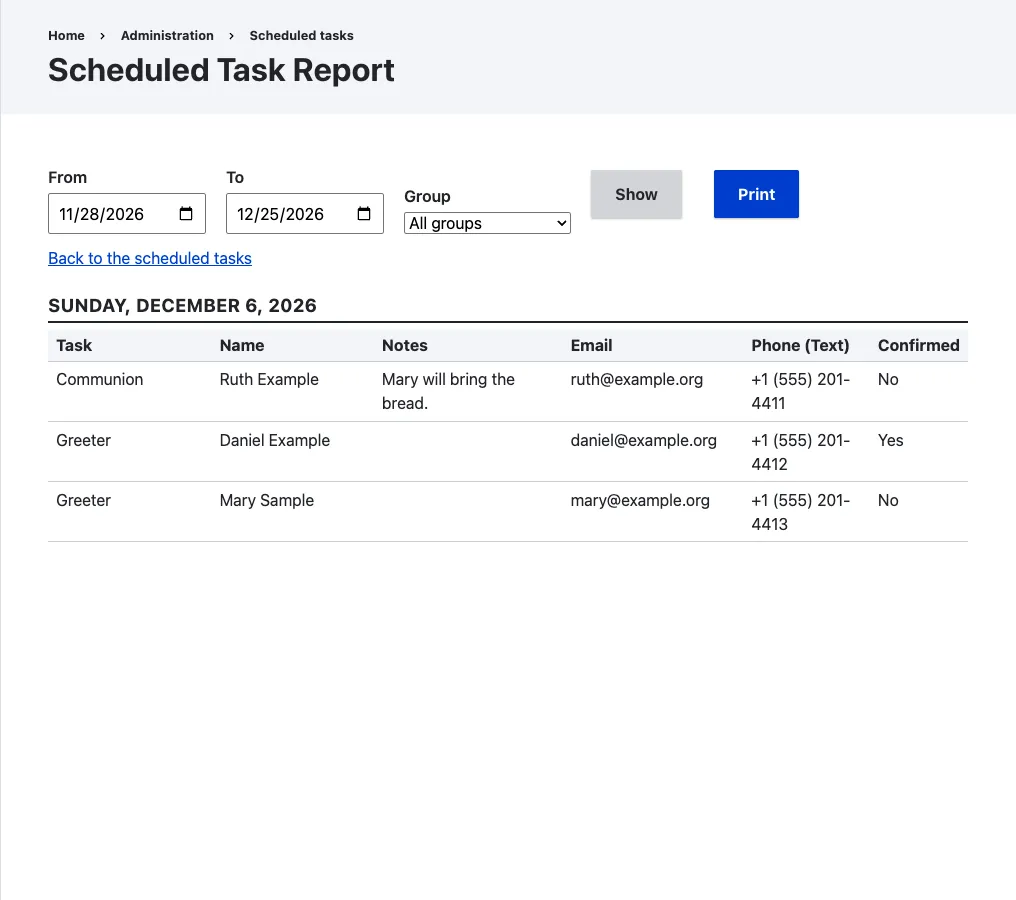 Home › Administration › Scheduled tasks
Scheduled Task Report
From
To
Group
11/28/2026
12/25/2026
All groups
Show
Print
Back to the scheduled tasks
SUNDAY, DECEMBER 6, 2026
Task Name Notes Email Phone (Text) Confirmed
Communion Ruth Example Mary will bring the ruth@example.org +1 (555) 201- No
bread. 4411
Greeter Daniel Example daniel@example.org +1 (555) 201- Yes
4412
Greeter Mary Sample mary@example.org +1 (555) 201- No
4413